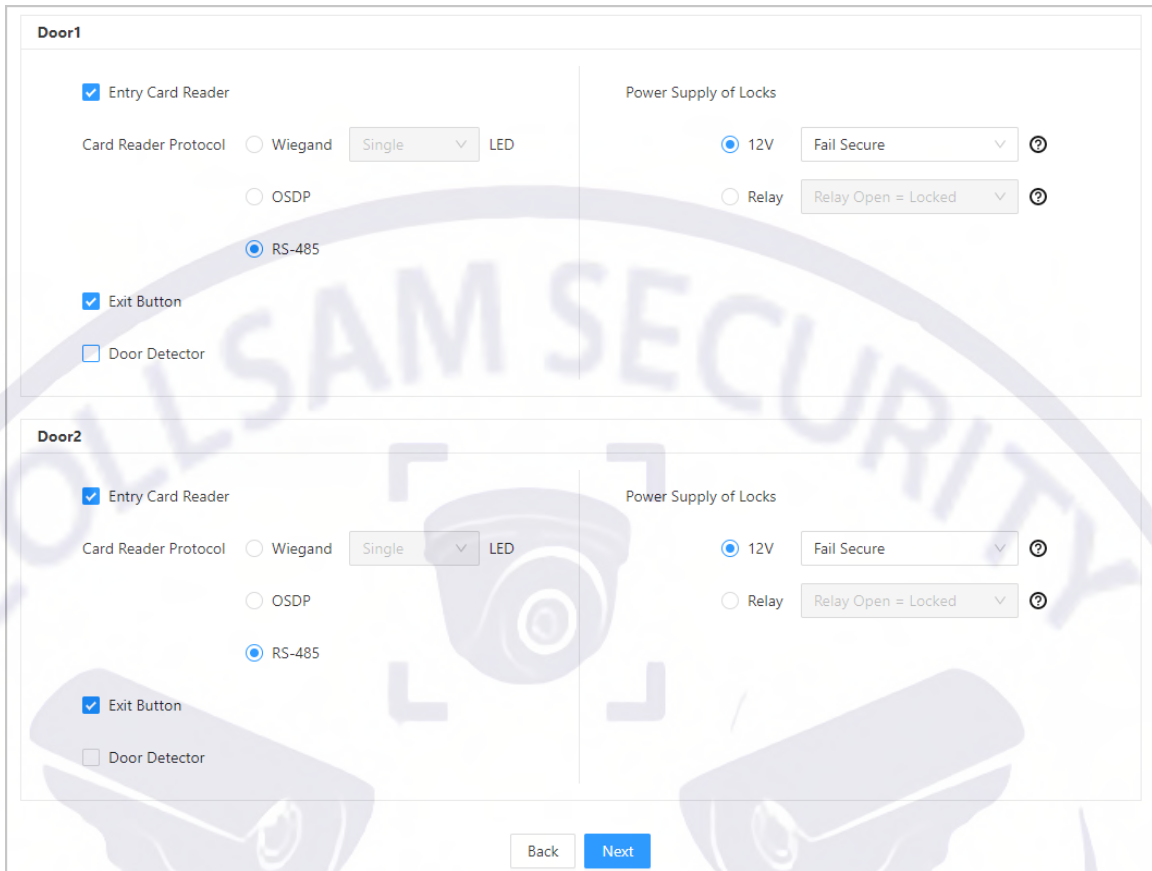 Door1
Entry Card Reader
Power Supply of Locks
Card Reader Protocol Wiegand Single LED
12V Fail Secure
OSDP
Relay Relay Open = Locked
RS-485
Exit Button
Door Detector
Door2
Entry Card Reader
Power Supply of Locks
Card Reader Protocol Wiegand Single LED
12V Fail Secure
OSDP
Relay Relay Open = Locked
RS-485
Exit Button
Door Detector
Back Next
OLLSAM SECURITY